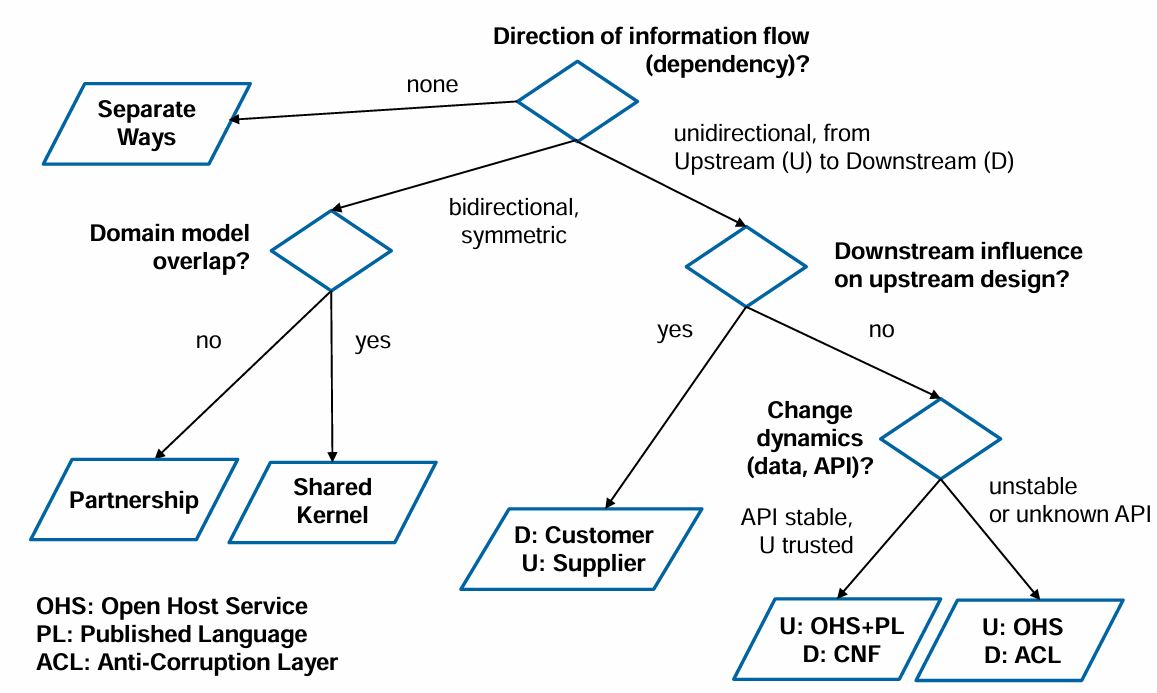 Direction of information flow
(dependency)?
none
Separate
Ways
unidirectional, from
Upstream (U) to Downstream (D)
bidirectional,
symmetric
Domain model
overlap?
Downstream influence
on upstream design?
no
yes
yes
no
Change
dynamics
(data, API)?
Partnership
Shared
Kernel
D: Customer
U: Supplier
API stable,
U trusted
unstable
or unknown API
U: OHS+PL
D: CNF
U: OHS
D: ACL
OHS: Open Host Service
PL: Published Language
ACL: Anti-Corruption Layer